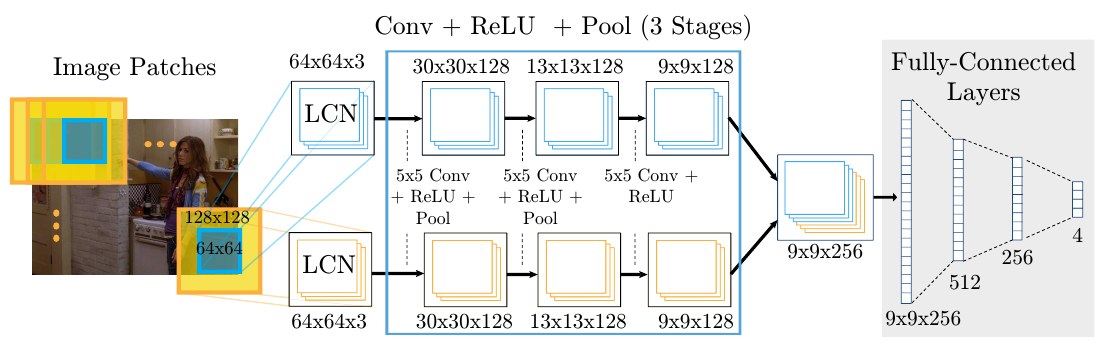 Conv + ReLU + Pool (3 Stages)
Image Patches
64x64x3
30x30x128
13x13x128
9x9x128
Fully-Connected
Layers
LCN
5x5 Conv
+ ReLU +
Pool
5x5 Conv
+ ReLU +
Pool
5x5 Conv +
ReLU
128x128
64x64
LCN
9x9x256
64x64x3
30x30x128
13x13x128
9x9x128
9x9x256
512
256
4